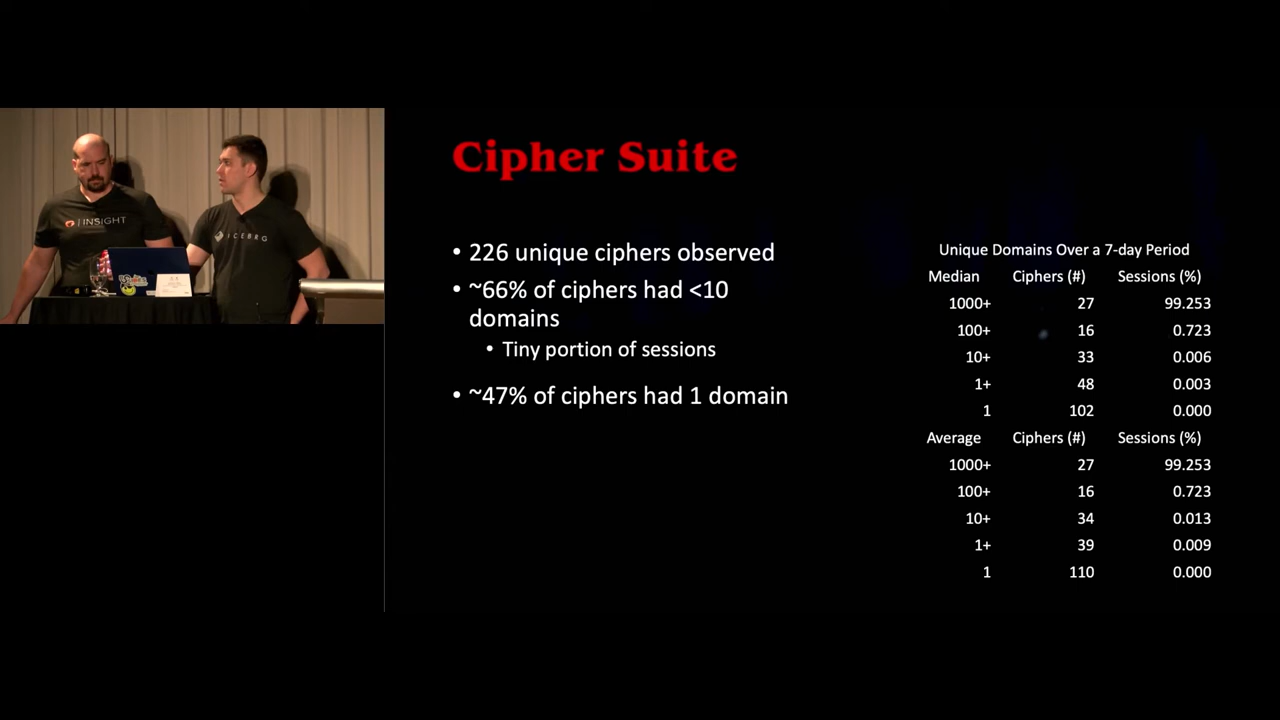 Cipher Suite
• 226 unique ciphers observed
• ~66% of ciphers had <10
domains
• Tiny portion of sessions
• ~47% of ciphers had 1 domain
Unique Domains Over a 7-day Period
Median Ciphers (#) Sessions (%)
1000+ 27 99.253
100+ 16 0.723
10+ 33 0.006
1+ 48 0.003
1 102 0.000
Average Ciphers (#) Sessions (%)
1000+ 27 99.253
100+ 16 0.723
10+ 34 0.013
1+ 39 0.009
1 110 0.000
INSIGHT
ICEBRG